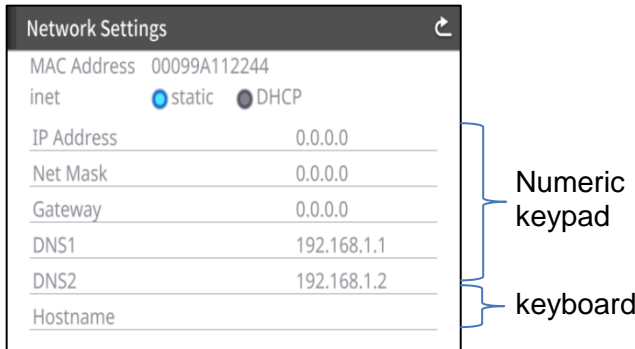 Network Settings
MAC Address 00099A112244
inet static DHCP
IP Address 0.0.0.0
Net Mask 0.0.0.0
Gateway 0.0.0.0
DNS1 192.168.1.1
DNS2 192.168.1.2
Hostname
Numeric
keypad
keyboard